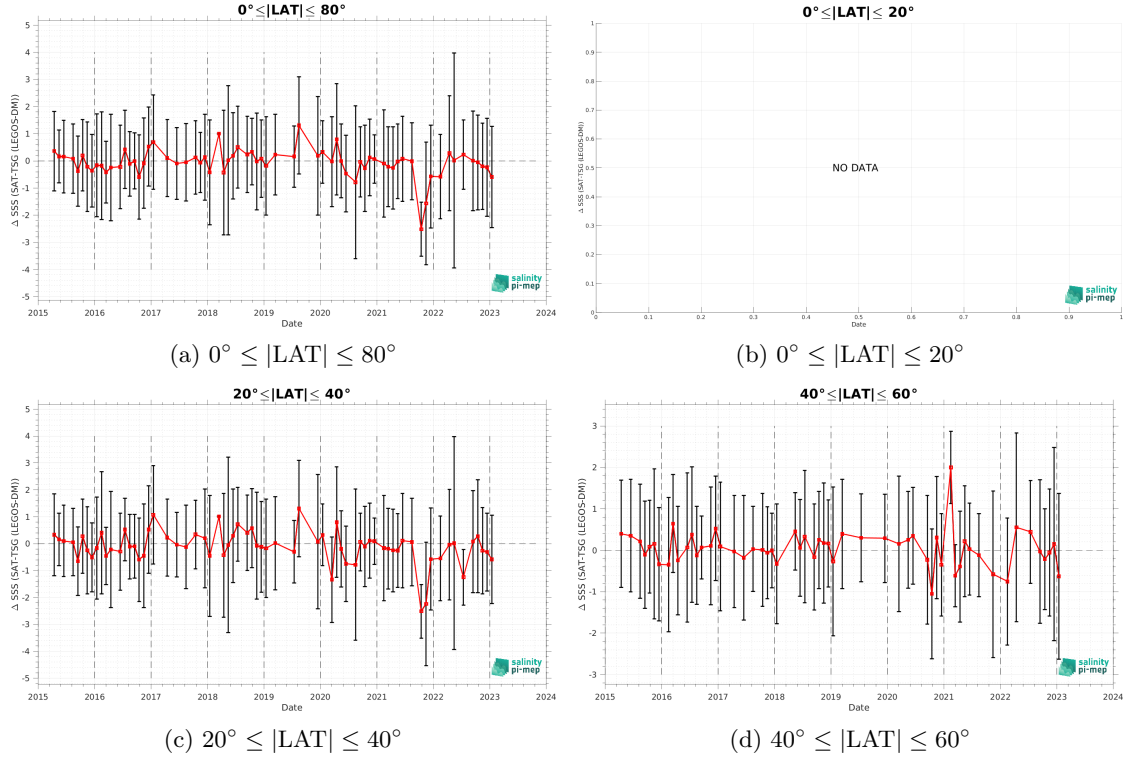 0°≤|LAT|≤ 80°
5
4
3
2
1
0
-1
-2
-3
-4
-5
Δ SSS (SAT-TSG (LEGOS-DM))
2015 2016 2017 2018 2019 2020 2021 2022 2023 2024
Date
salinity
pi-mep
(a) 0° ≤ |LAT| ≤ 80°
0°≤|LAT|≤ 20°
1
0.9
0.8
0.7
0.6
0.5
0.4
0.3
0.2
0.1
0
Δ SSS (SAT-TSG (LEGOS-DM))
NO DATA
0 0.1 0.2 0.3 0.4 0.5 0.6 0.7 0.8 0.9 1
Date
salinity
pi-mep
(b) 0° ≤ |LAT| ≤ 20°
20°≤|LAT|≤ 40°
5
4
3
2
1
0
-1
-2
-3
-4
-5
Δ SSS (SAT-TSG (LEGOS-DM))
2015 2016 2017 2018 2019 2020 2021 2022 2023 2024
Date
salinity
pi-mep
(c) 20° ≤ |LAT| ≤ 40°
40°≤|LAT|≤ 60°
3
2
1
0
-1
-2
-3
Δ SSS (SAT-TSG (LEGOS-DM))
2015 2016 2017 2018 2019 2020 2021 2022 2023 2024
Date
salinity
pi-mep
(d) 40° ≤ |LAT| ≤ 60°